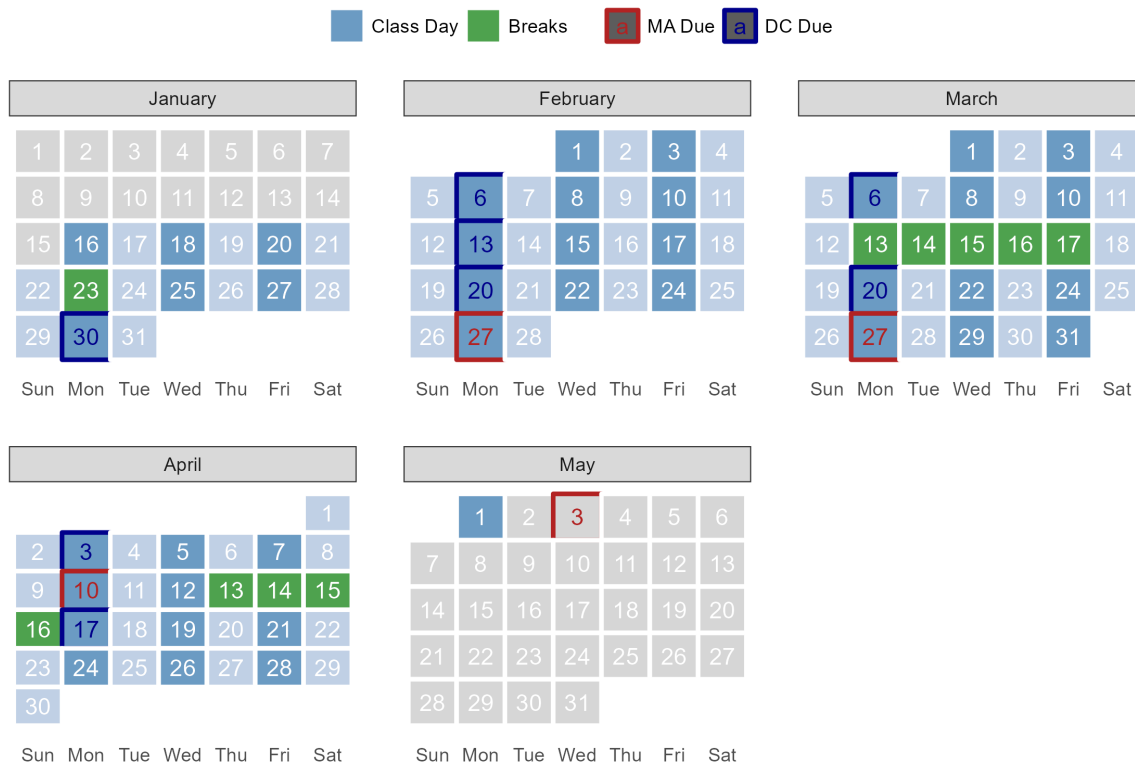 Class Day Breaks a MA Due a DC Due
January February March
1 2 3 4 5 6 7 1 2 3 4 1 2 3 4
8 9 10 11 12 13 14 5 6 7 8 9 10 11 5 6 7 8 9 10 11
15 16 17 18 19 20 21 12 13 14 15 16 17 18 12 13 14 15 16 17 18
22 23 24 25 26 27 28 19 20 21 22 23 24 25 19 20 21 22 23 24 25
29 30 31 26 27 28 26 27 28 29 30 31
Sun Mon Tue Wed Thu Fri Sat Sun Mon Tue Wed Thu Fri Sat Sun Mon Tue Wed Thu Fri Sat
April May
1 1 2 3 4 5 6
2 3 4 5 6 7 8 7 8 9 10 11 12 13
9 10 11 12 13 14 15 14 15 16 17 18 19 20
16 17 18 19 20 21 22 21 22 23 24 25 26 27
23 24 25 26 27 28 29 28 29 30 31
30
Sun Mon Tue Wed Thu Fri Sat Sun Mon Tue Wed Thu Fri Sat